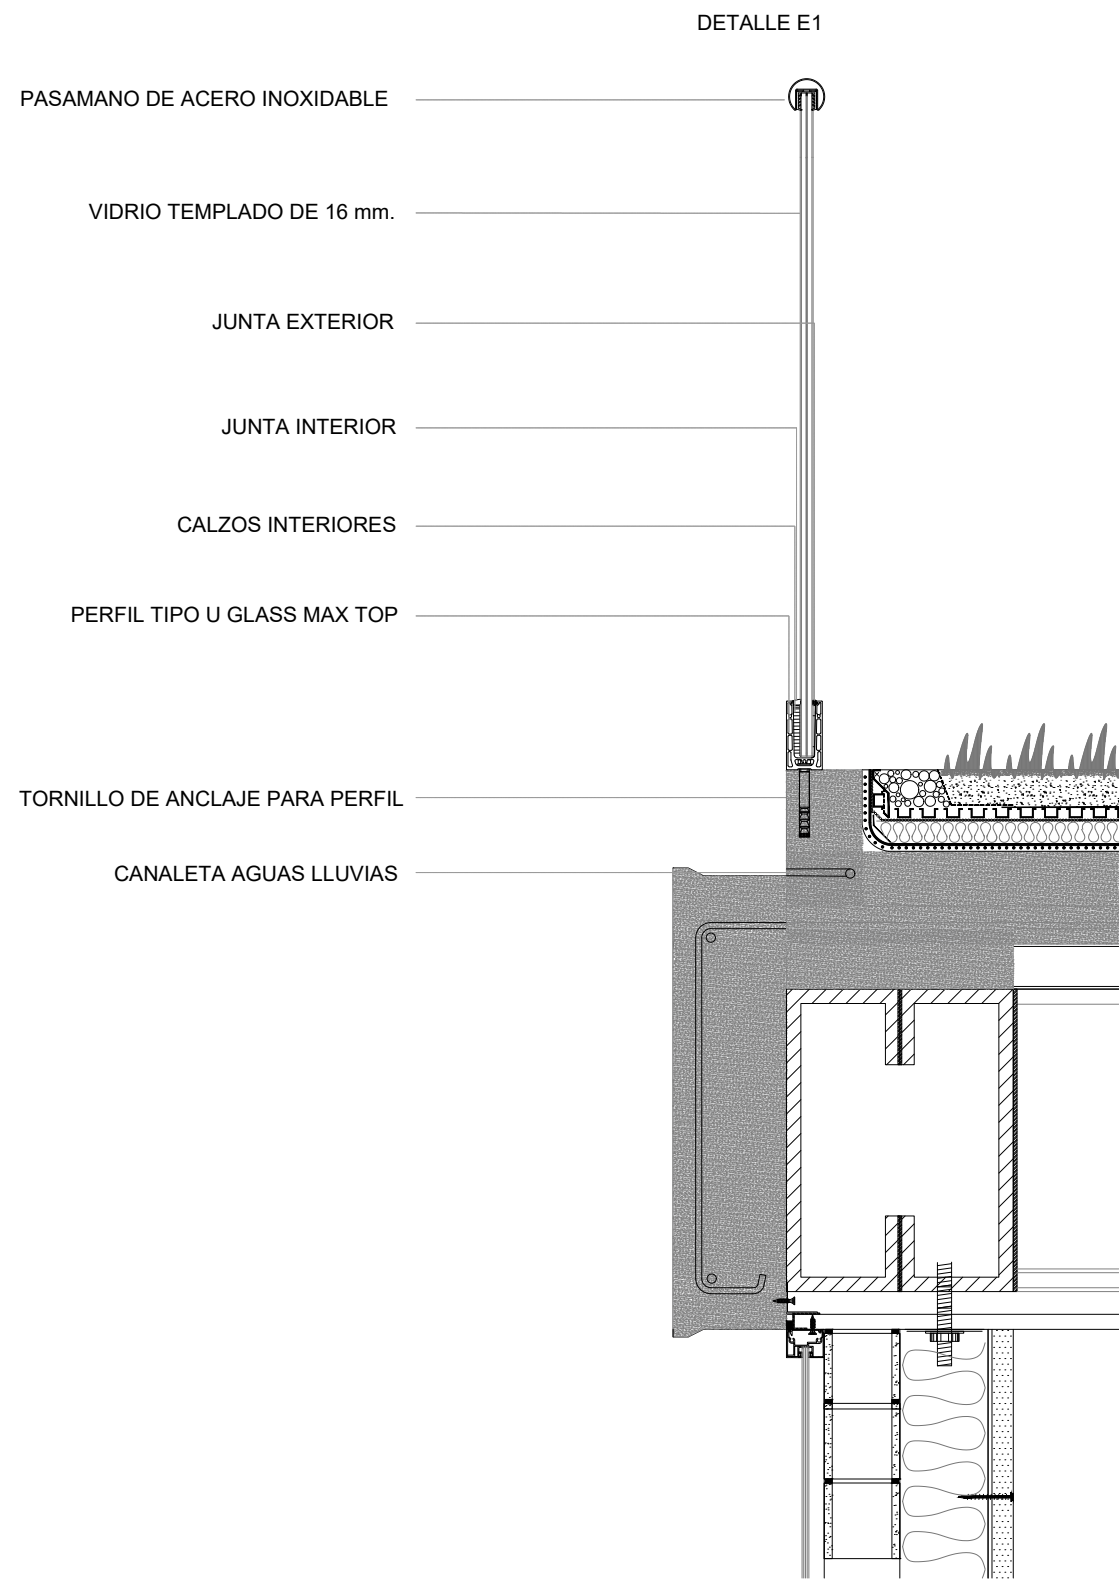 DETALLE E1
PASAMANO DE ACERO INOXIDABLE
VIDRIO TEMPLADO DE 16 mm.
JUNTA EXTERIOR
JUNTA INTERIOR
CALZOS INTERIORES
PERFIL TIPO U GLASS MAX TOP
TORNILLO DE ANCLAJE PARA PERFIL
CANALETA AGUAS LLUVIAS